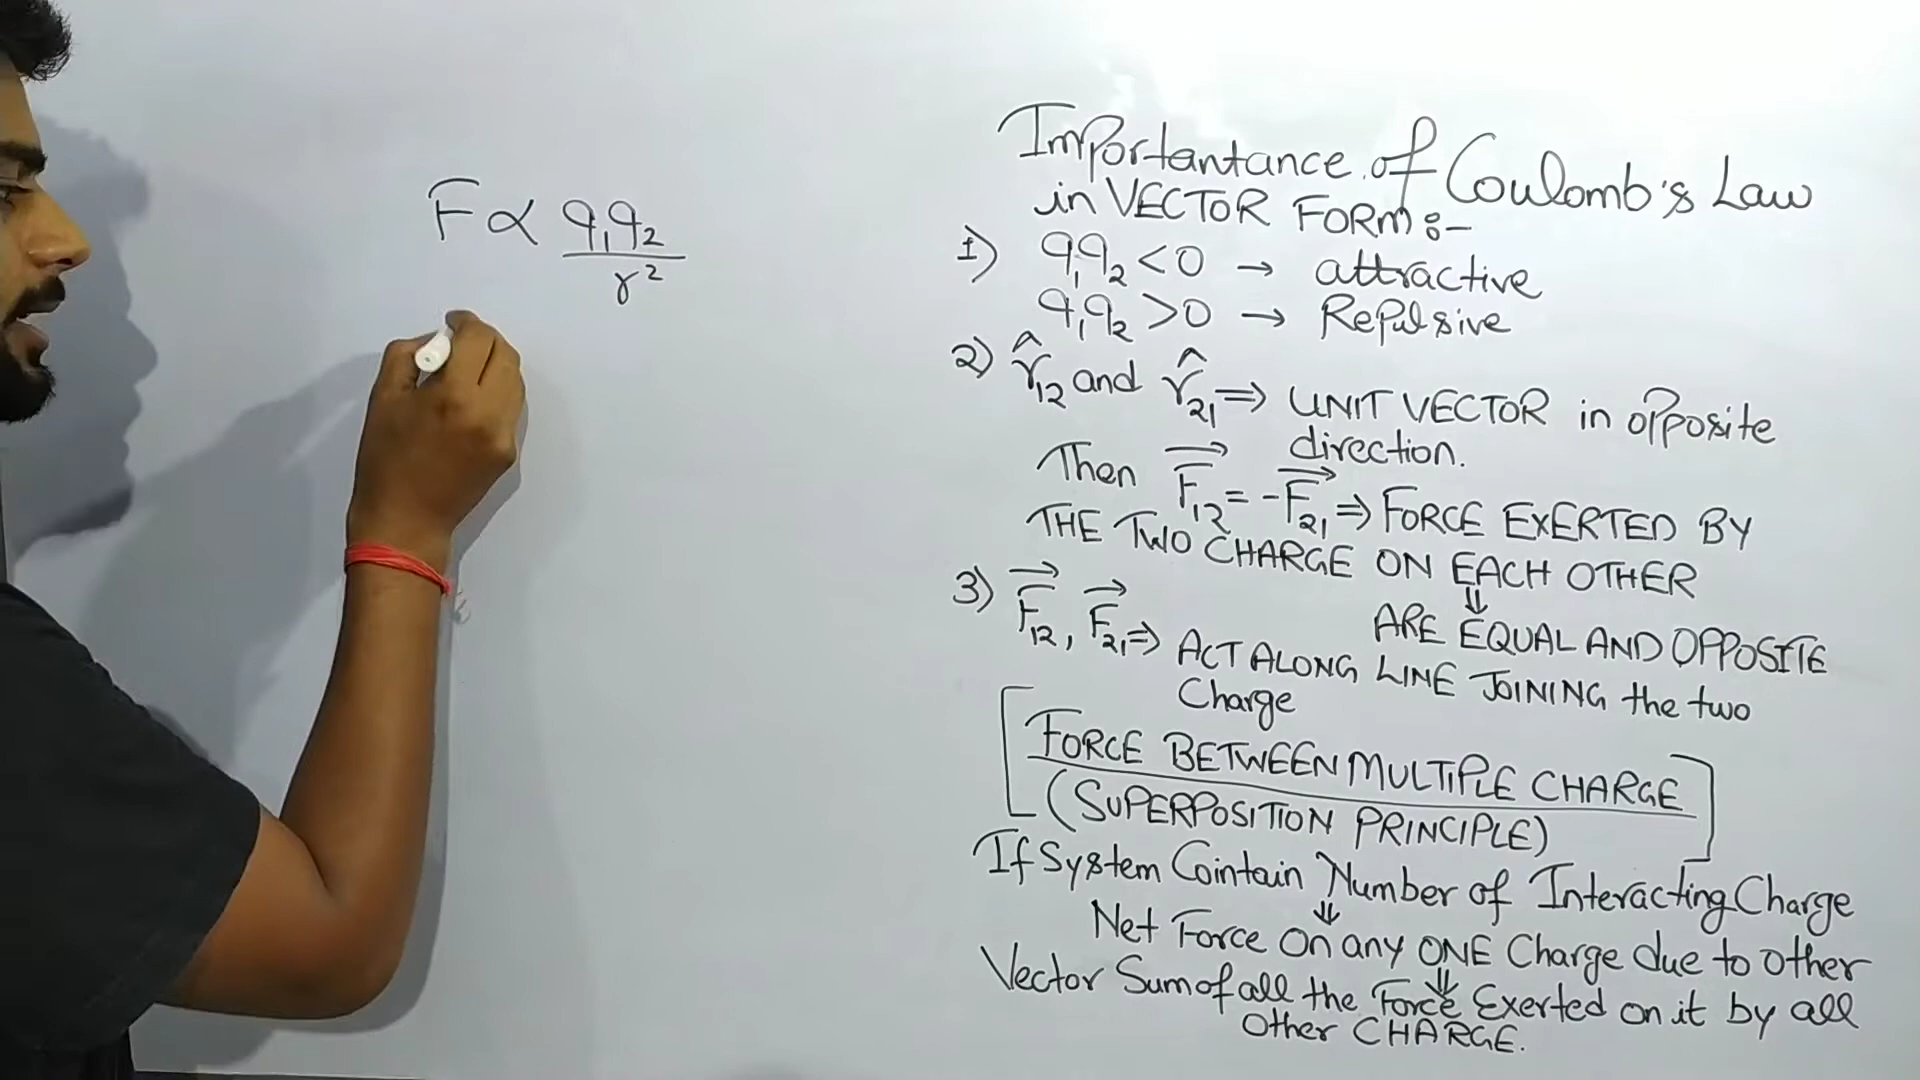 F ∝ q₁q₂
r²
Importantance of Coulomb's Law
in VECTOR FORM:-
1) q₁q₂ < 0 → attractive
q₁q₂ > 0 → Repulsive
2) r̂₁₂ and r̂₂₁ ⇒ UNIT VECTOR in opposite
direction.
Then F⃗₁₂ = -F⃗₂₁ ⇒ FORCE EXERTED BY
THE TWO CHARGE ON EACH OTHER
⇓
ARE EQUAL AND OPPOSITE
3) F⃗₁₂, F⃗₂₁ ⇒ ACT ALONG LINE JOINING the two
Charge
[FORCE BETWEEN MULTIPLE CHARGE
(SUPERPOSITION PRINCIPLE)]
If System Cointain Number of Interacting Charge
⇓
Net Force On any ONE Charge due to other
⇓
Vector Sum of all the Force Exerted on it by all
Other CHARGE.